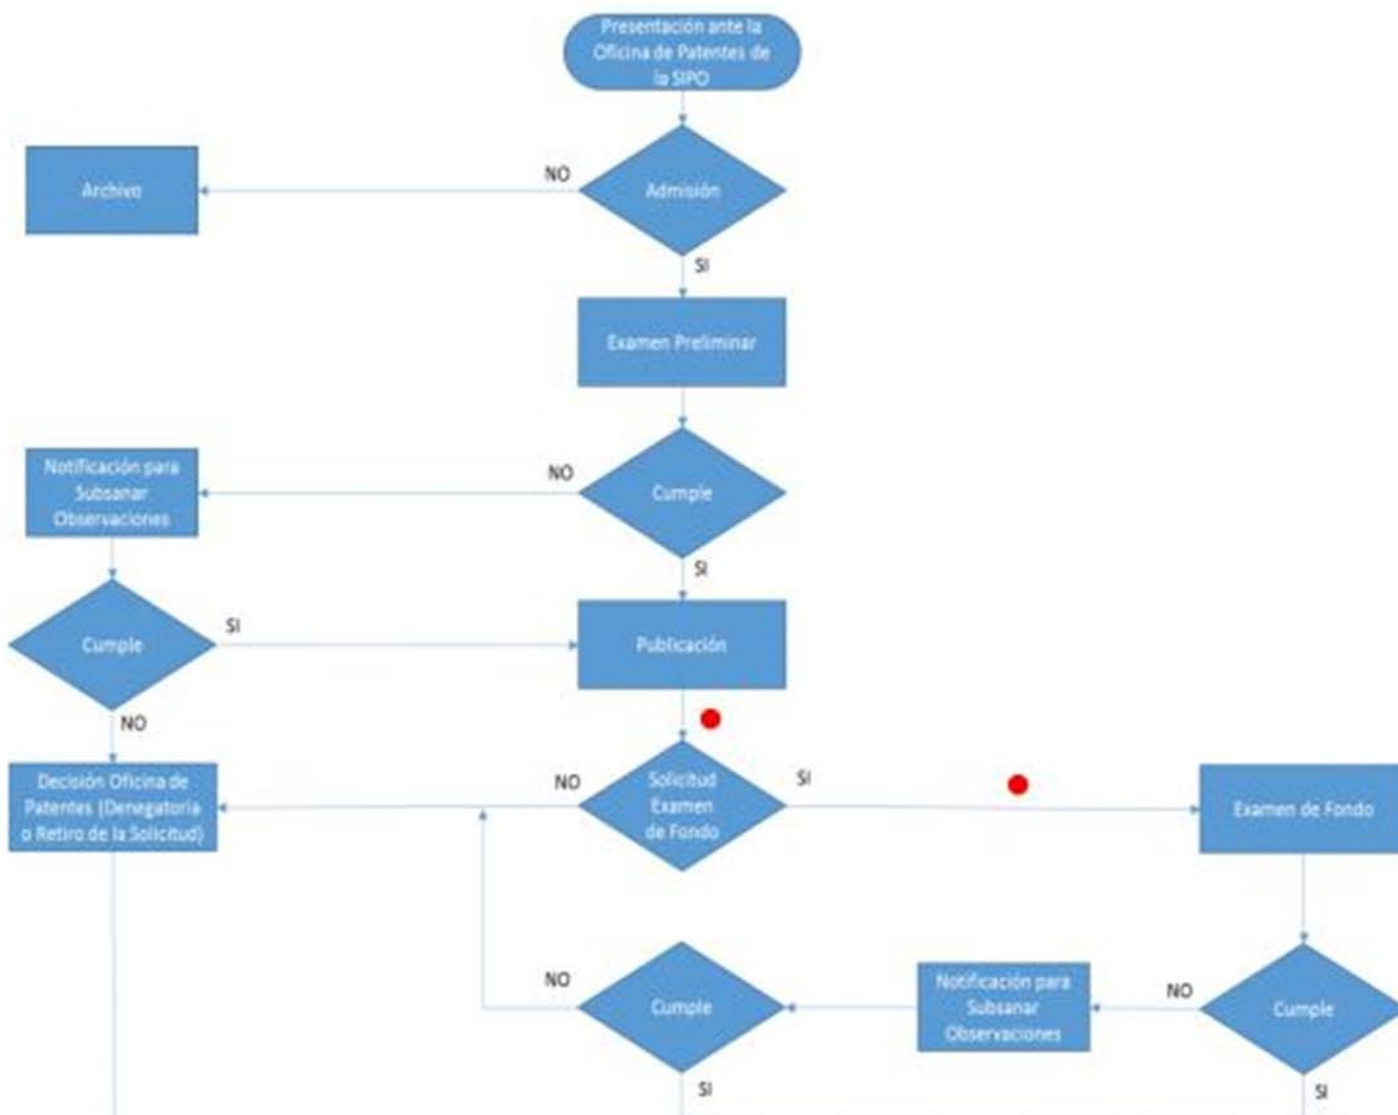 Presentación ante la
Oficina de Patentes de
la SIPO
NO
Archivo
Admisión
SI
Examen Preliminar
Notificación para
Subsanar
Observaciones
NO
Cumple
SI
Cumple
SI
Publicación
NO
Decisión Oficina de
Patentes (Denegatoria
o Retiro de la Solicitud)
NO
Solicitud
Examen
de Fondo
SI
Examen de Fondo
NO
Cumple
Notificación para
Subsanar
Observaciones
NO
Cumple
SI
SI